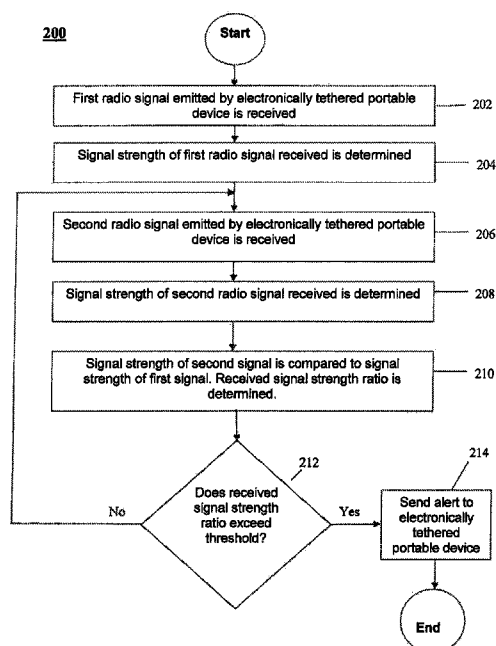 200
Start
First radio signal emitted by electronically tethered portable
device is received
202
Signal strength of first radio signal received is determined
204
Second radio signal emitted by electronically tethered portable
device is received
206
Signal strength of second radio signal received is determined
208
Signal strength of second signal is compared to signal
strength of first signal. Received signal strength ratio is
determined.
210
212
Does received
signal strength
ratio exceed
threshold?
No
Yes
214
Send alert to
electronically
tethered
portable device
End